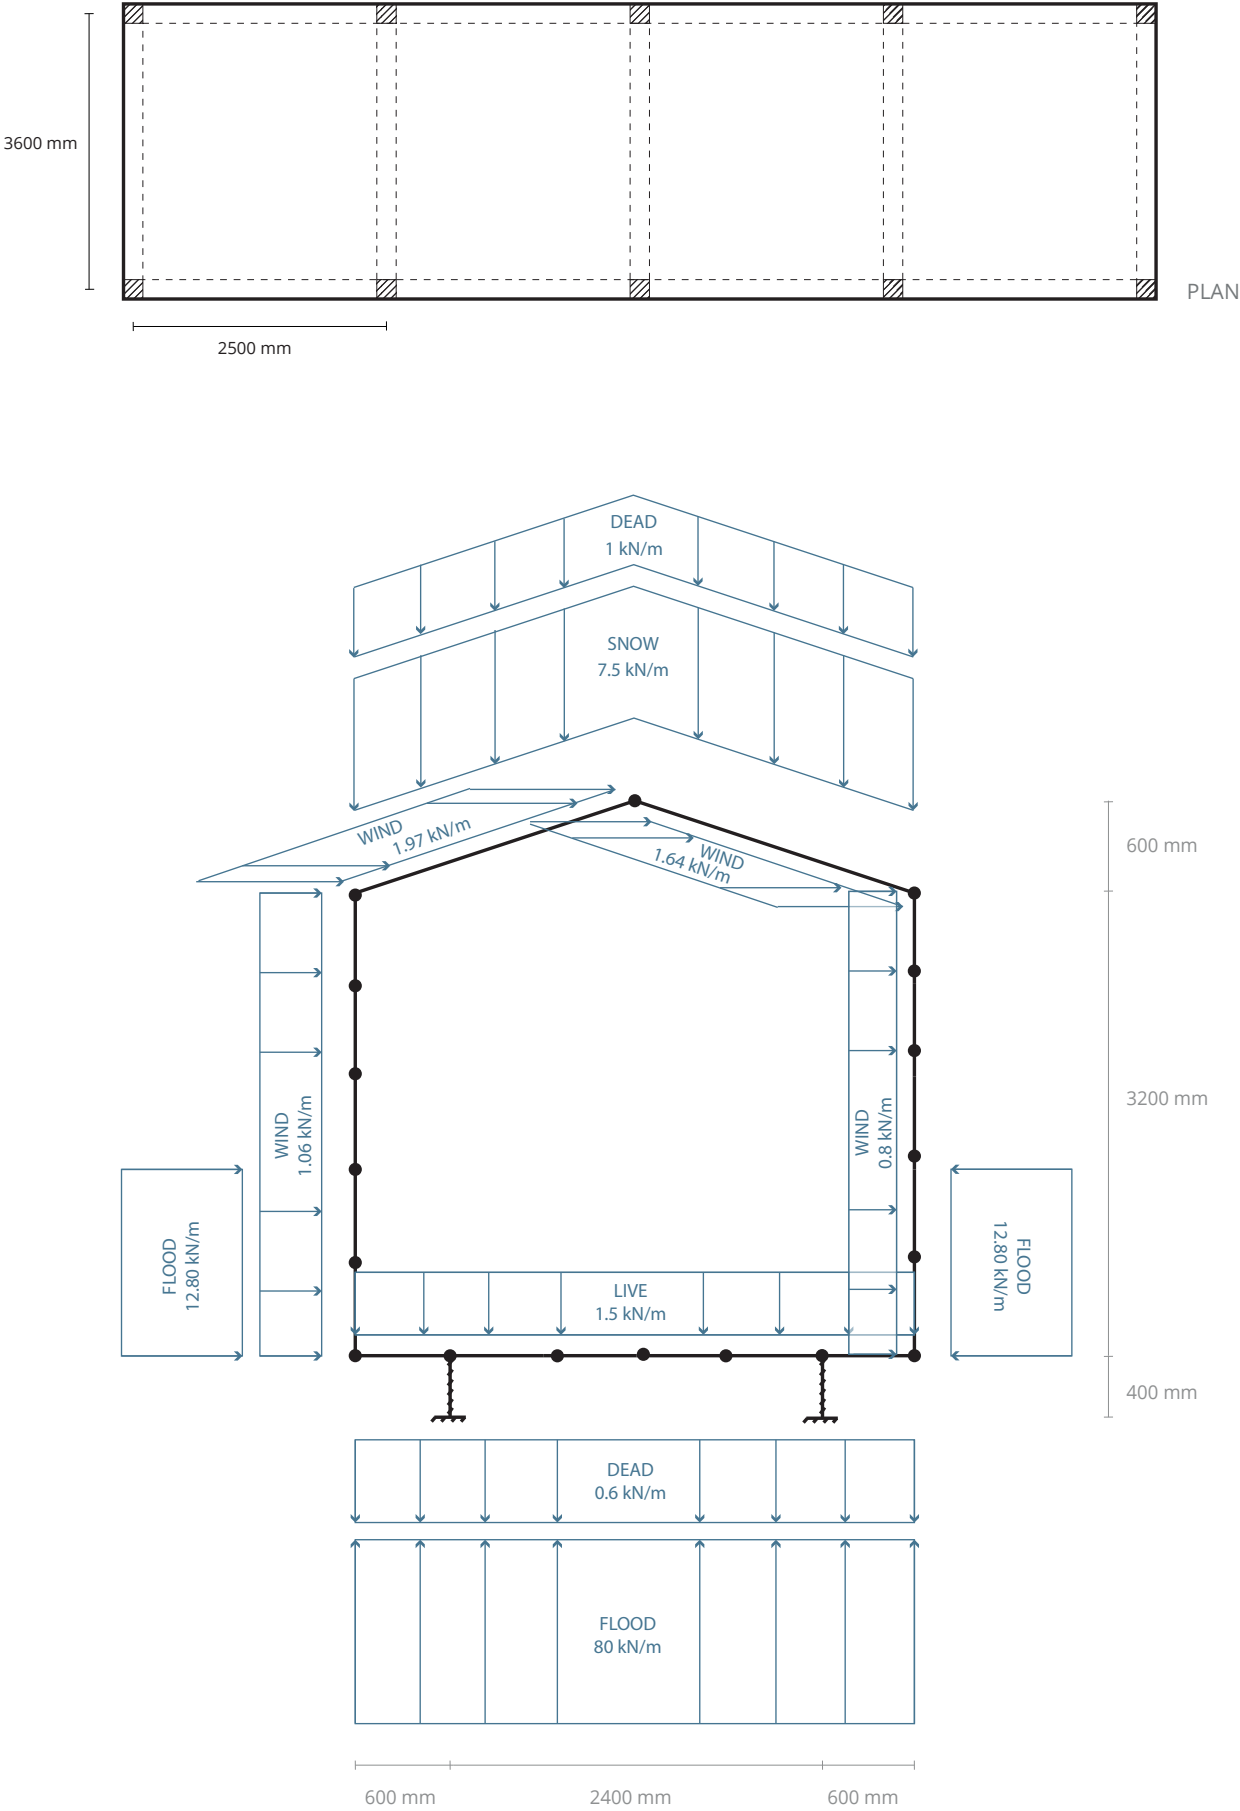 3600 mm
PLAN
2500 mm
DEAD
1 kN/m
SNOW
7.5 kN/m
WIND
1.97 kN/m
WIND
1.64 kN/m
600 mm
WIND
1.06 kN/m
WIND
0.8 kN/m
3200 mm
FLOOD
12.80 kN/m
FLOOD
12.80 kN/m
LIVE
1.5 kN/m
400 mm
DEAD
0.6 kN/m
FLOOD
80 kN/m
600 mm
2400 mm
600 mm